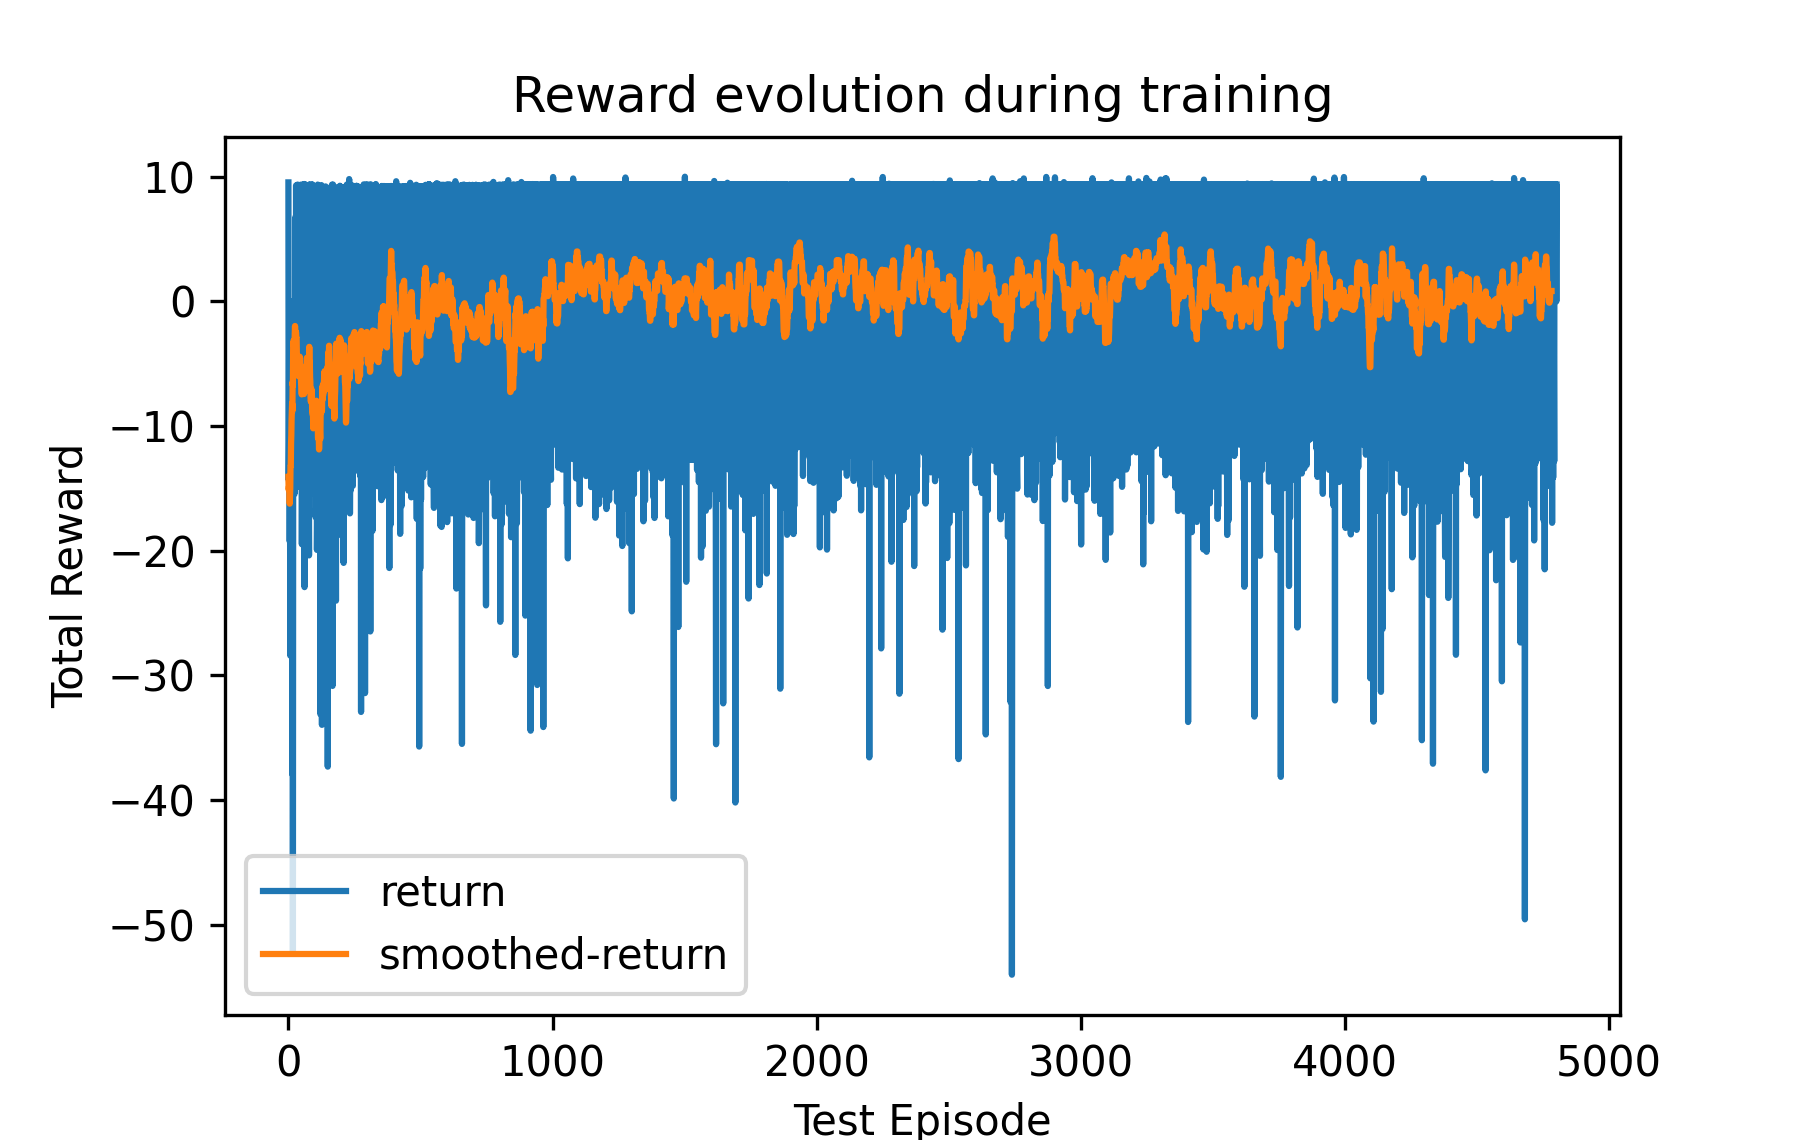 Reward evolution during training
10
0
−10
−20
−30
−40
−50
Total Reward
return
smoothed-return
0 1000 2000 3000 4000 5000
Test Episode